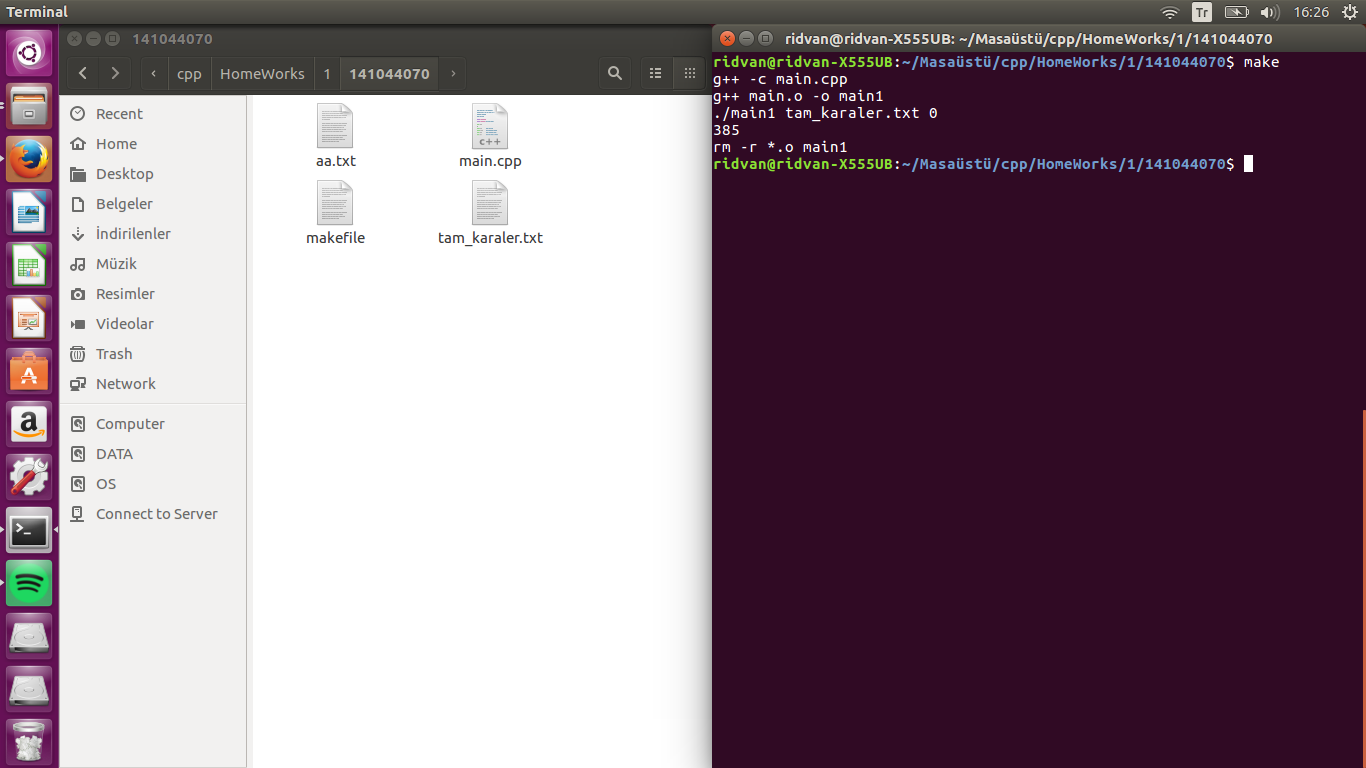 Terminal
Tr
16:26
141044070
cpp
HomeWorks
1
141044070
Recent
Home
Desktop
Belgeler
İndirilenler
Müzik
Resimler
Videolar
Trash
Network
Computer
DATA
OS
Connect to Server
aa.txt
main.cpp
c++
makefile
tam_karaler.txt
ridvan@ridvan-X555UB: ~/Masaüstü/cpp/HomeWorks/1/141044070
ridvan@ridvan-X555UB:~/Masaüstü/cpp/HomeWorks/1/141044070$ make
g++ -c main.cpp
g++ main.o -o main1
./main1 tam_karaler.txt 0
385
rm -r *.o main1
ridvan@ridvan-X555UB:~/Masaüstü/cpp/HomeWorks/1/141044070$